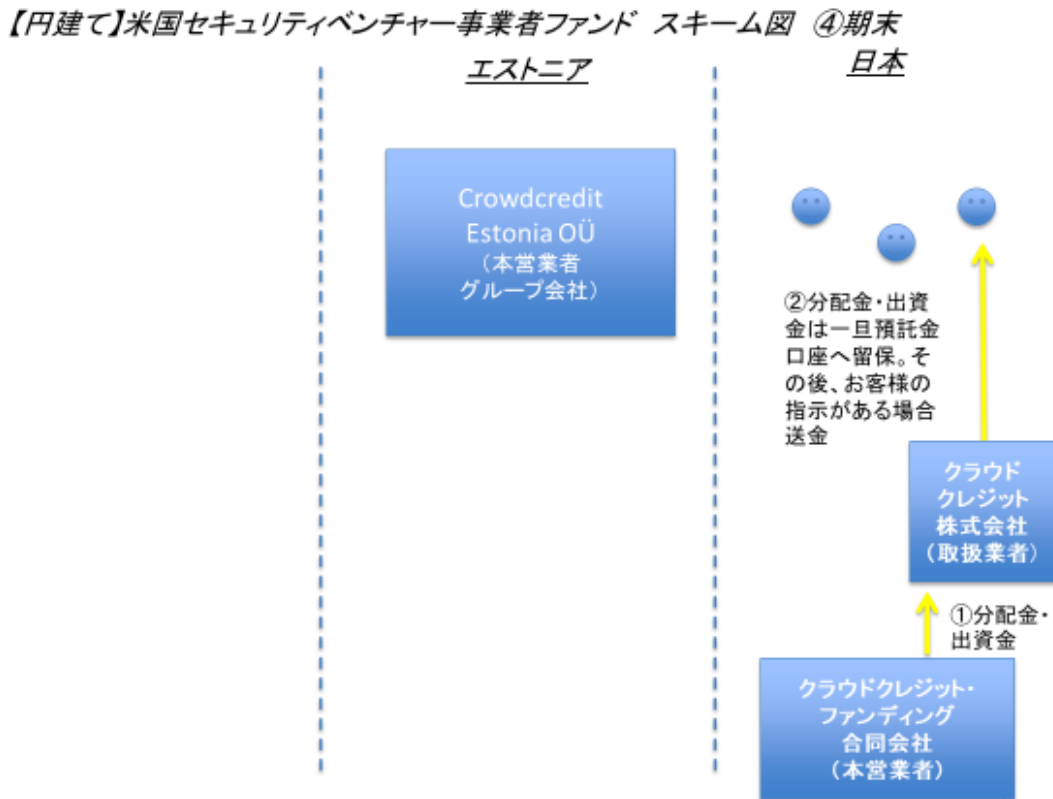 【円建て】米国セキュリティベンチャー事業者ファンド スキーム図 ④期末
エストニア
日本
Crowdcredit
Estonia OÜ
（本営業者
グループ会社）
②分配金・出資
金は一旦預託金
口座へ留保。そ
の後、お客様の
指示がある場合
送金
クラウド
クレジット
株式会社
（取扱業者）
①分配金・
出資金
クラウドクレジット・
ファンディング
合同会社
（本営業者）